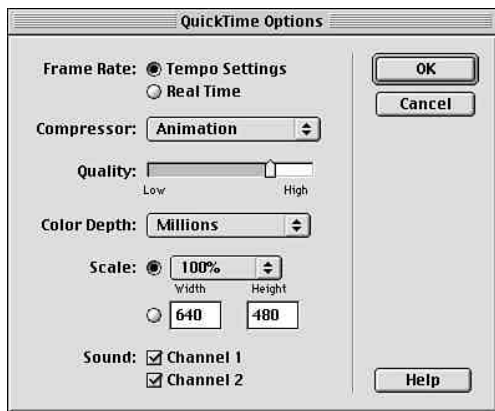 QuickTime Options
Frame Rate: Tempo Settings
Real Time
OK
Cancel
Compressor: Animation
Quality:
Low High
Color Depth: Millions
Scale: 100%
Width Height
640 480
Sound: Channel 1
Channel 2
Help